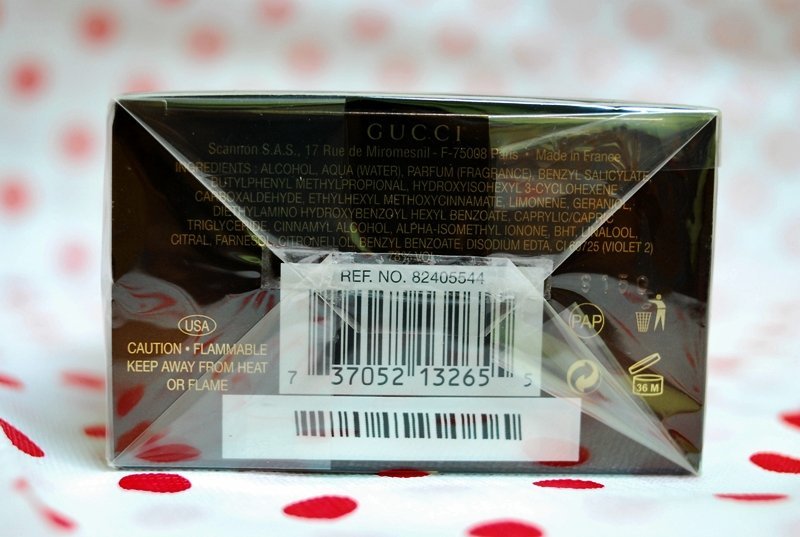 GUCCI
Scannon S.A.S., 17 Rue de Miromesnil - F-75008 Paris • Made in France
INGREDIENTS : ALCOHOL, AQUA (WATER), PARFUM (FRAGRANCE), BENZYL SALICYLATE,
BUTYLPHENYL METHYLPROPIONAL, HYDROXYISOHEXYL 3-CYCLOHEXENE
CARBOXALDEHYDE, ETHYLHEXYL METHOXYCINNAMATE, LIMONENE, GERANIOL,
DIETHYLAMINO HYDROXYBENZOYL HEXYL BENZOATE, CAPRYLIC/CAPRIC
TRIGLYCERIDE, CINNAMYL ALCOHOL, ALPHA-ISOMETHYL IONONE, BHT, LINALOOL,
CITRAL, FARNESOL, CITRONELLOL, BENZYL BENZOATE, DISODIUM EDTA, CI 60725 (VIOLET 2)
% VOL
REF. NO. 82405544
7 37052 13265 5
USA
CAUTION • FLAMMABLE
KEEP AWAY FROM HEAT
OR FLAME
PAP
36 M